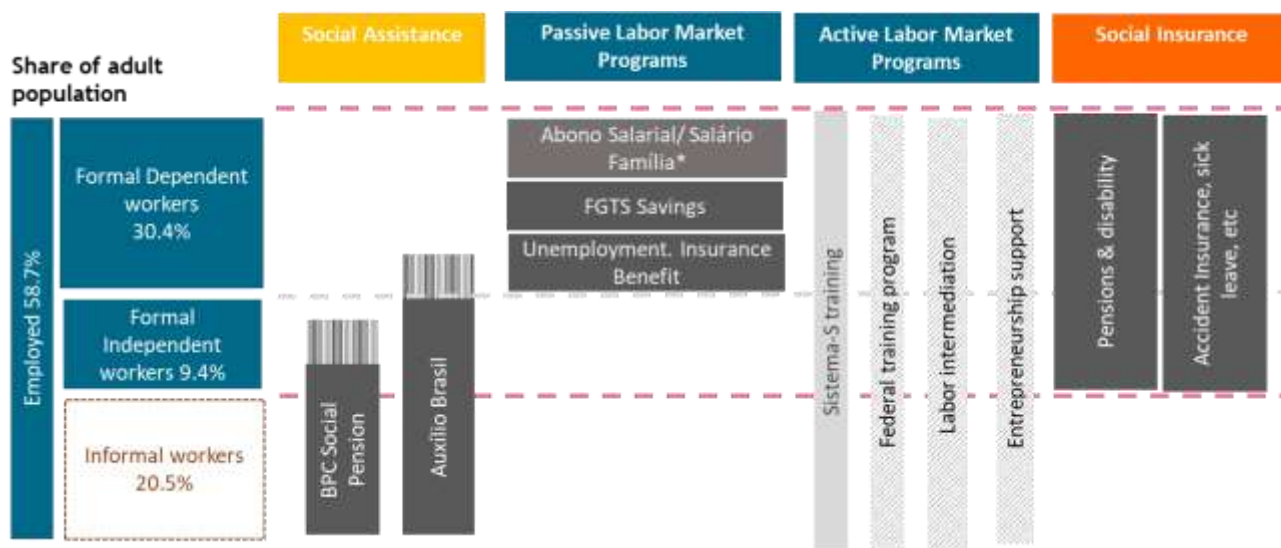 Social Assistance
Passive Labor Market
Programs
Active Labor Market
Programs
Social Insurance
Share of adult
population
Employed 58.7%
Formal Dependent
workers
30.4%
Formal
Independent
workers 9.4%
Informal workers
20.5%
BPC Social
Pension
Auxílio Brasil
Abono Salarial/ Salário
Família*
FGTS Savings
Unemployment. Insurance
Benefit
Sistema-S training
Federal training program
Labor intermediation
Entrepreneurship support
Pensions & disability
Accident Insurance, sick
leave, etc